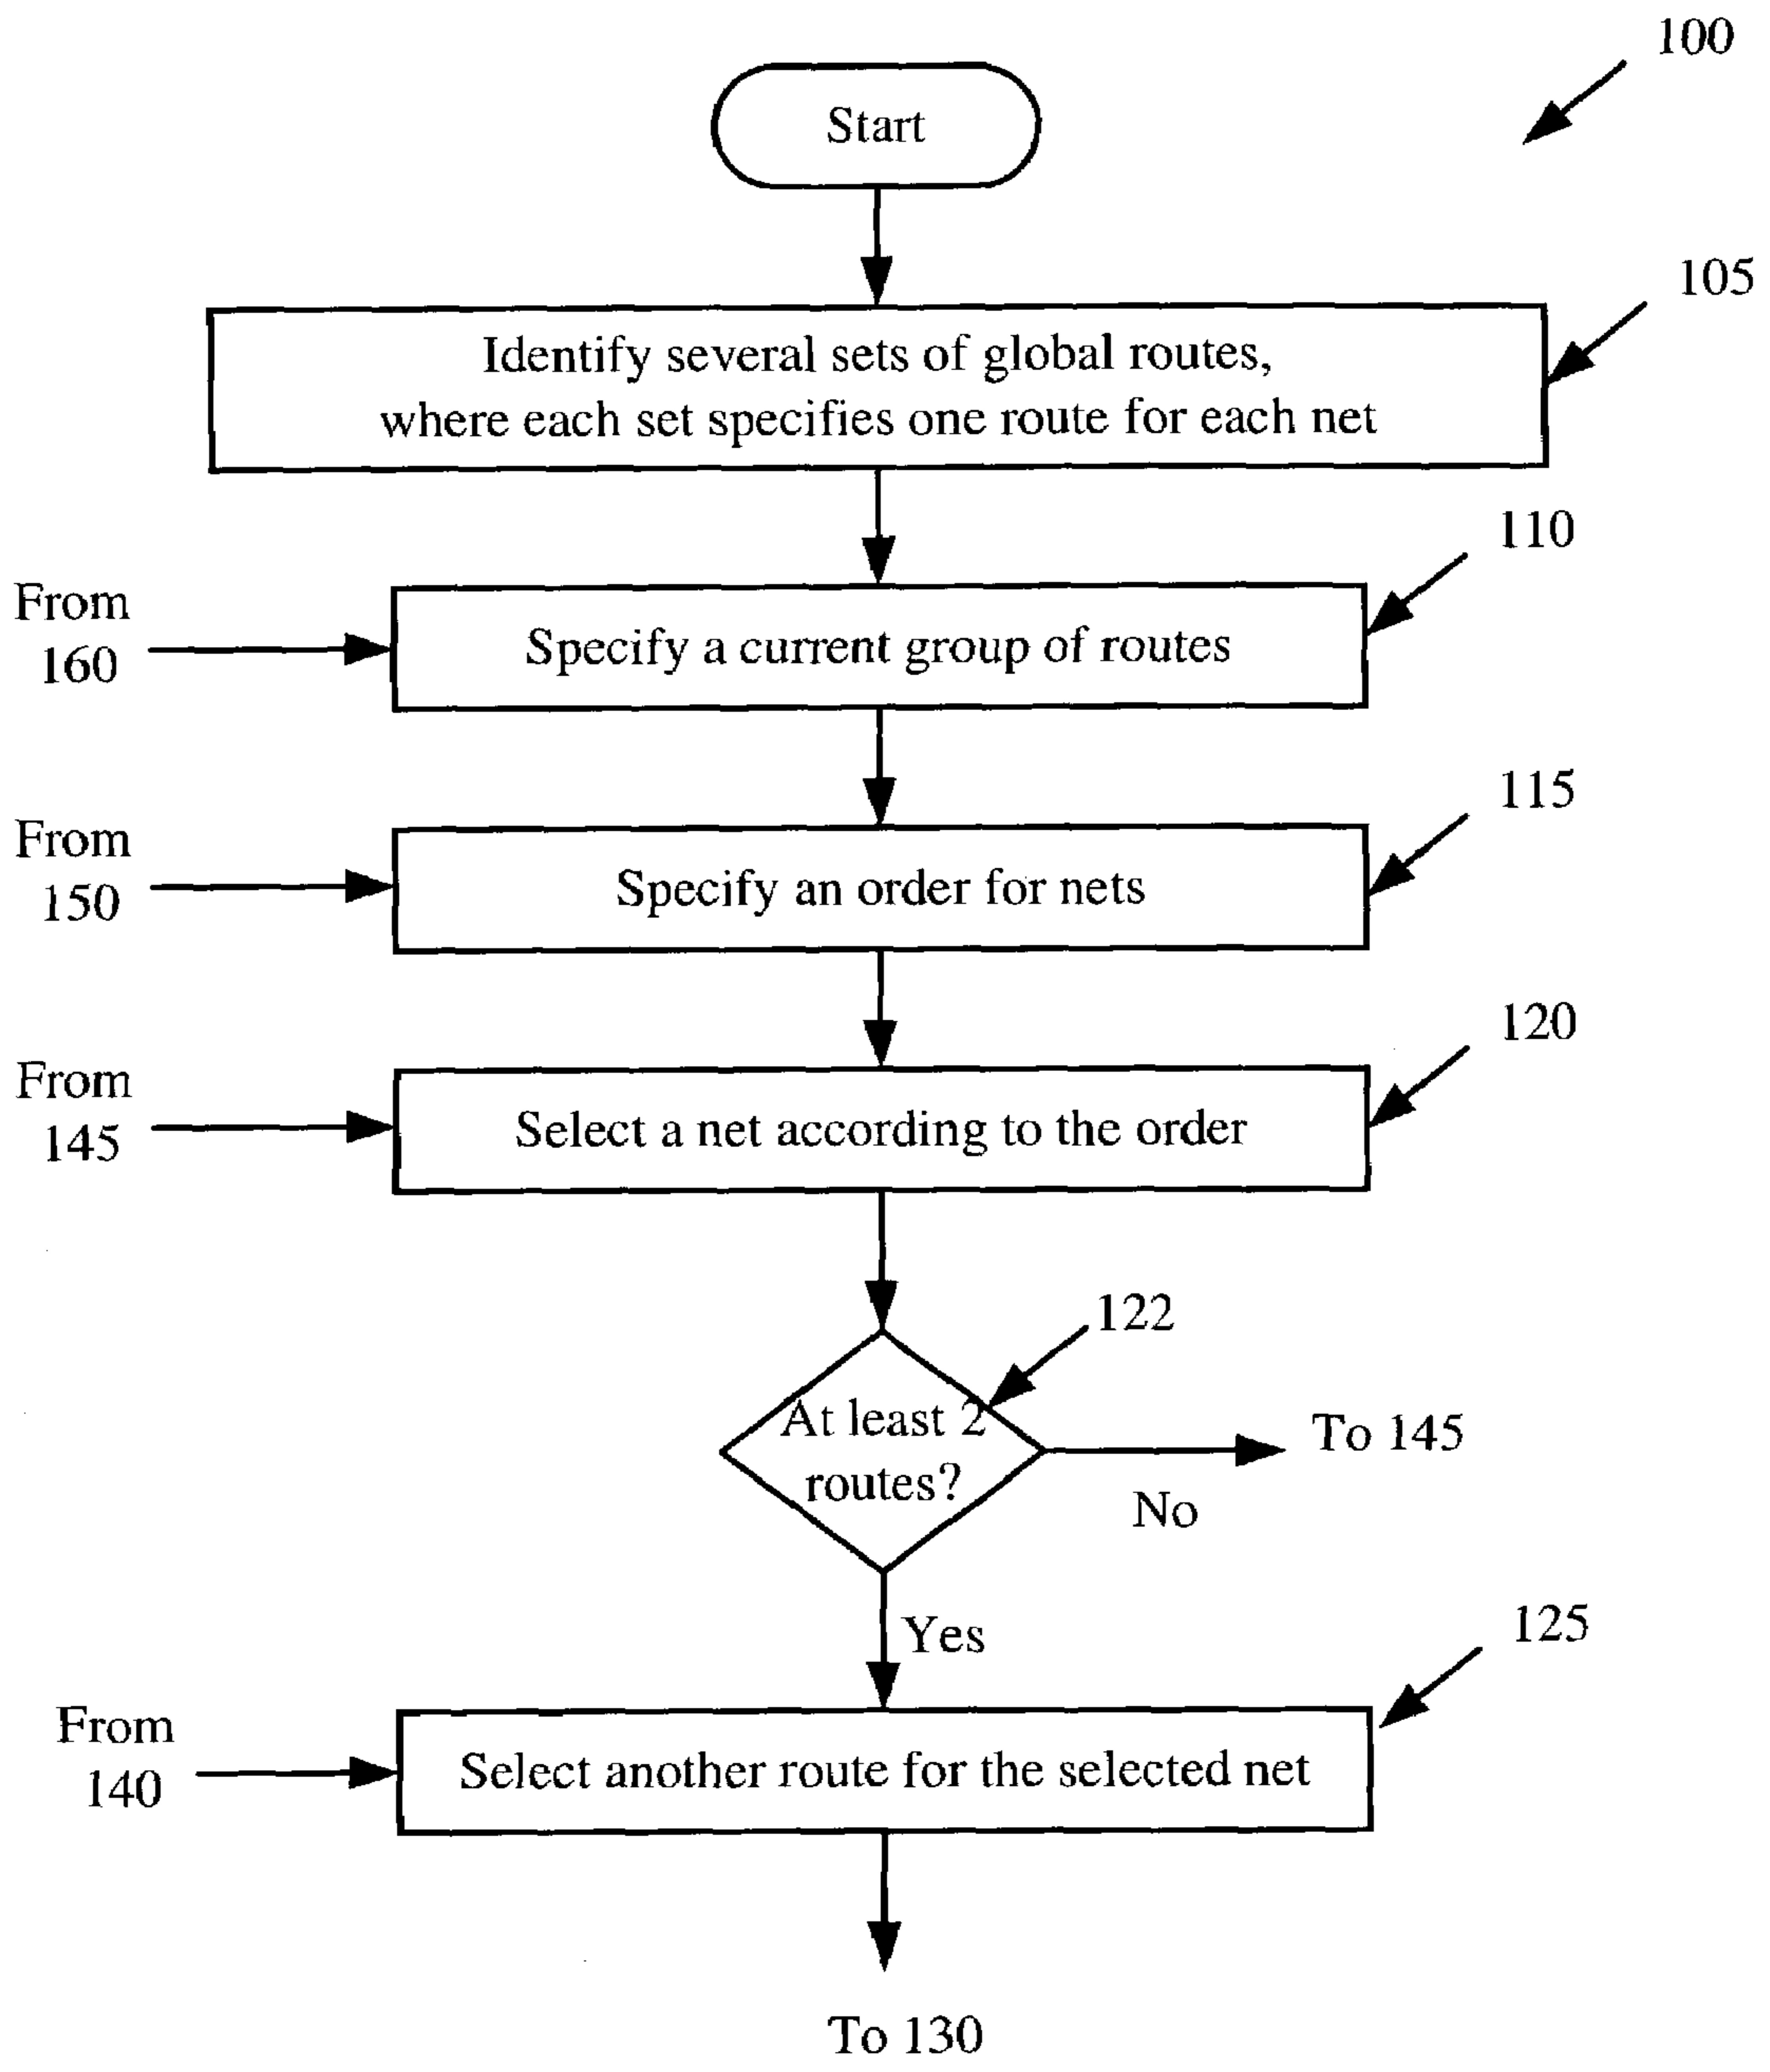 100
Start
105
Identify several sets of global routes,
where each set specifies one route for each net
110
From
160
Specify a current group of routes
115
From
150
Specify an order for nets
120
From
145
Select a net according to the order
122
At least 2
routes?
To 145
No
Yes
125
From
140
Select another route for the selected net
To 130